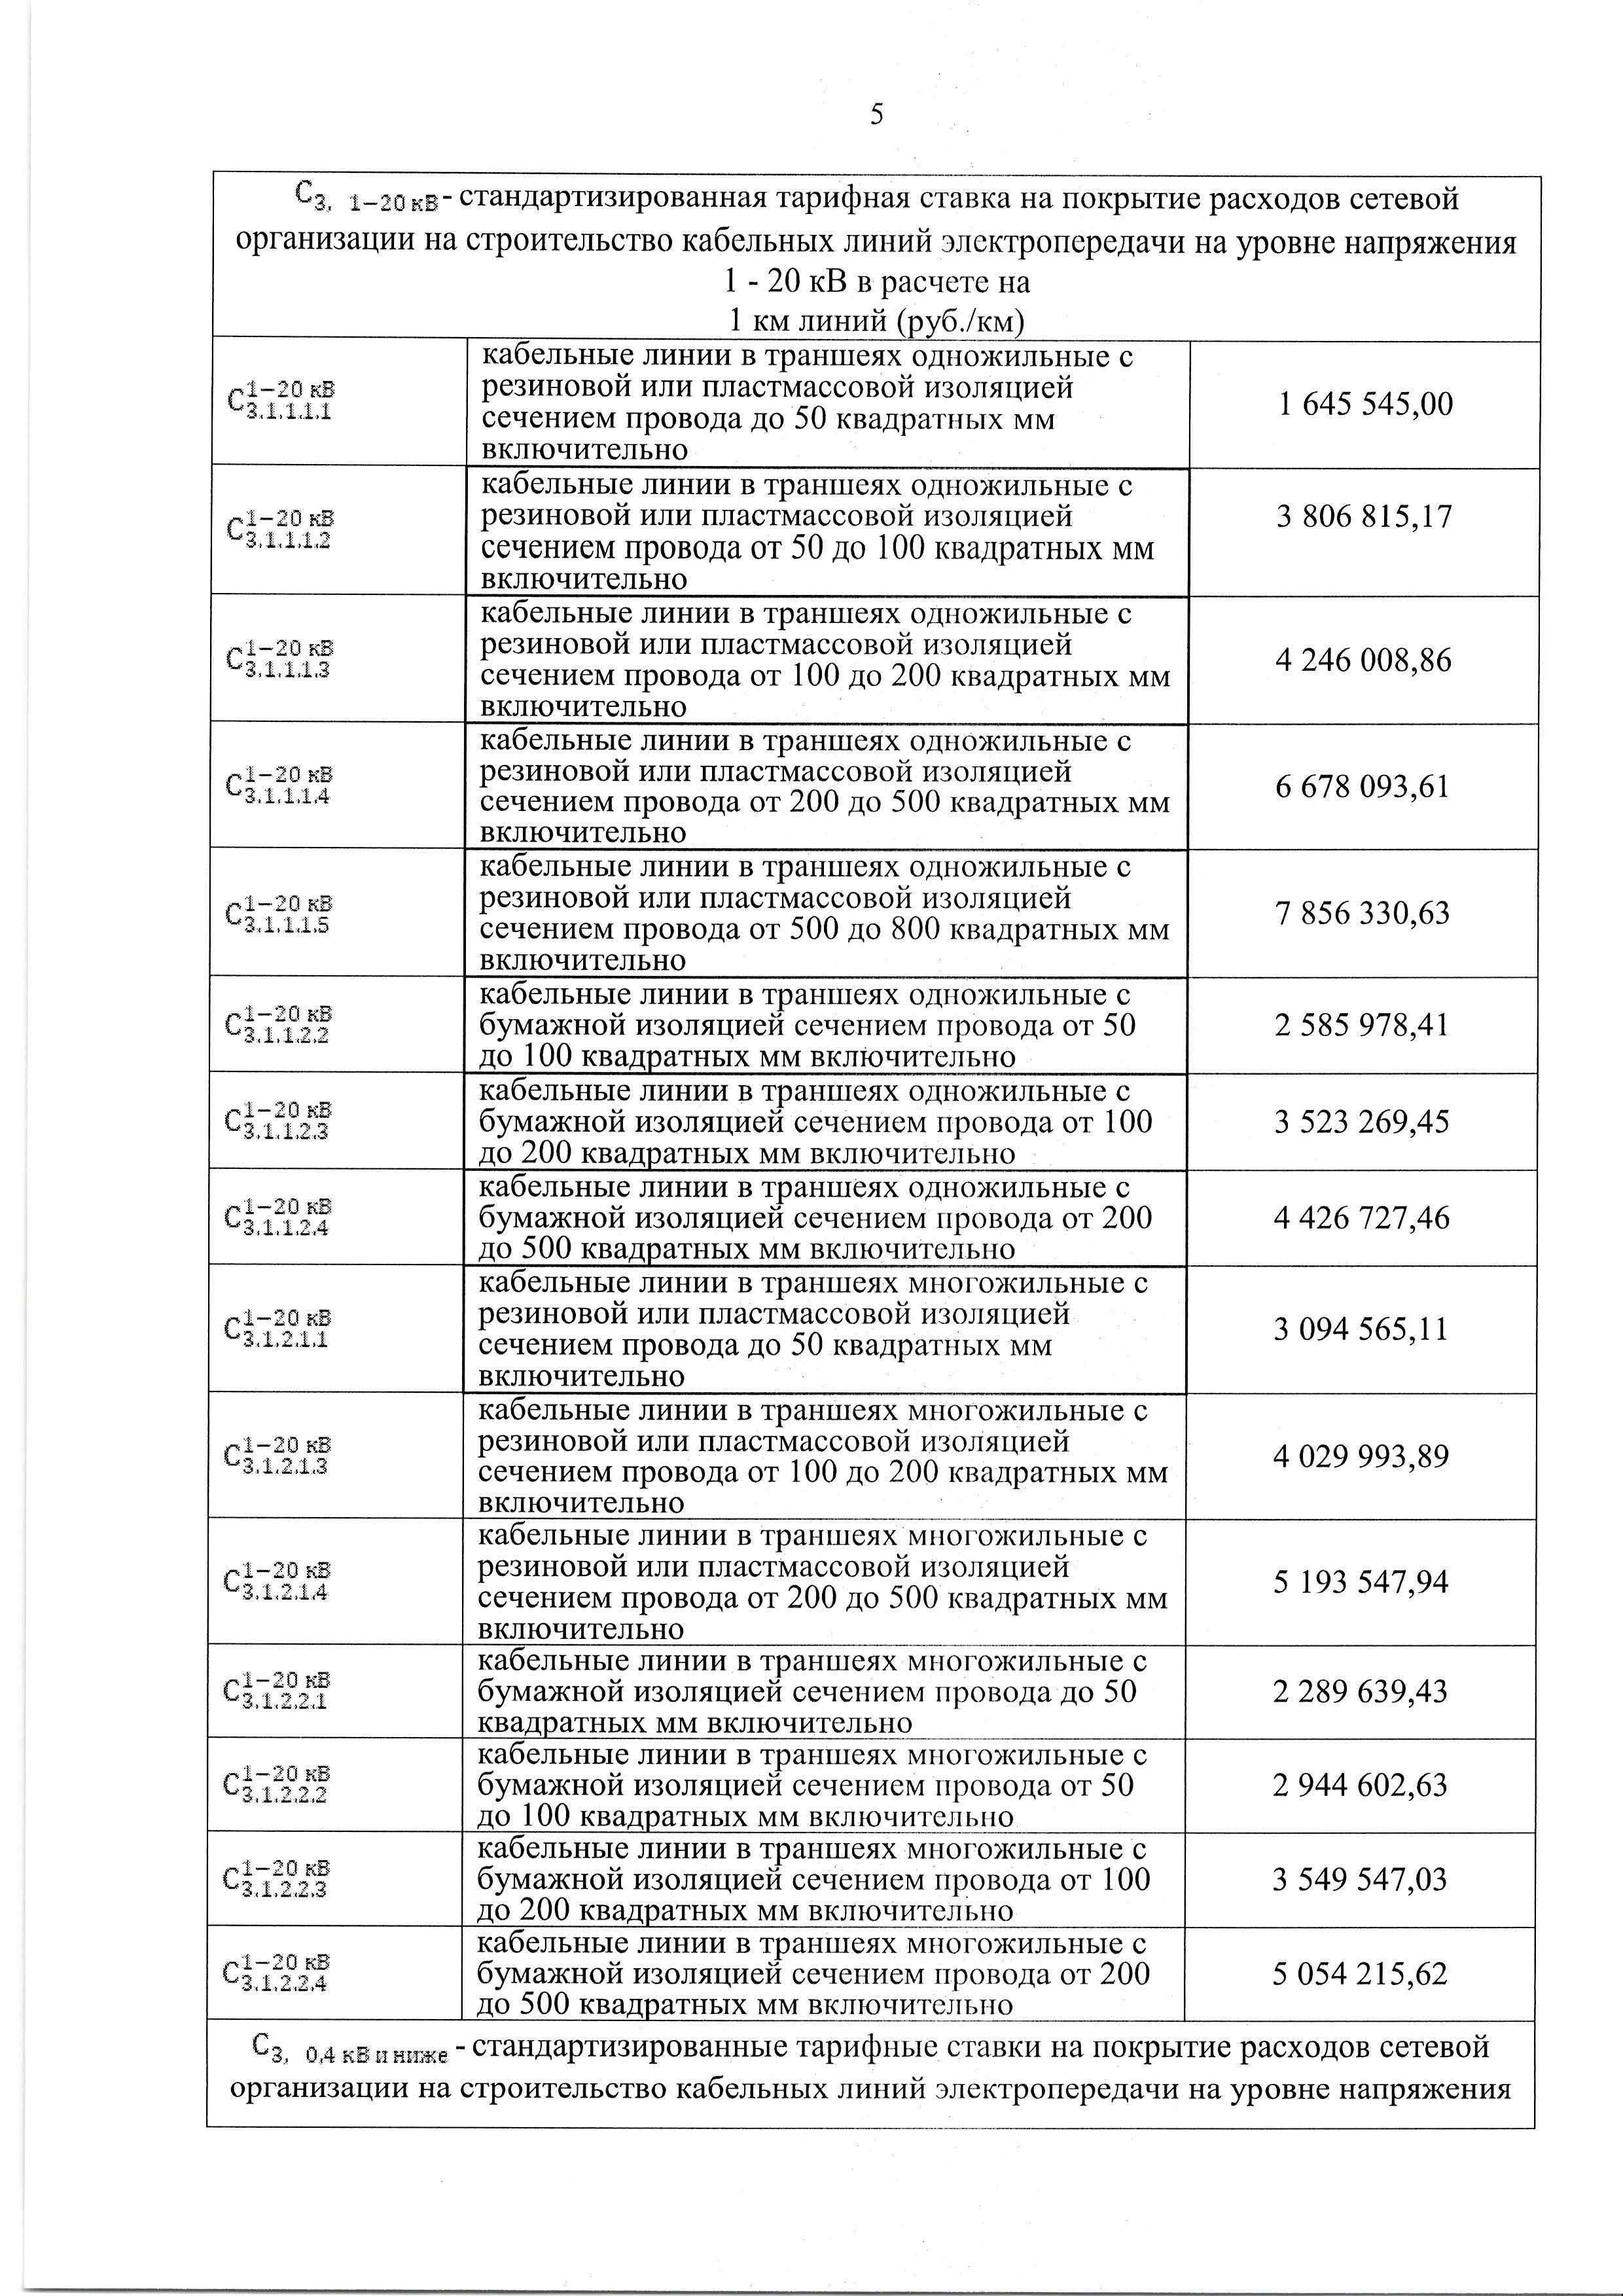 5
С3, 1–20 кВ - стандартизированная тарифная ставка на покрытие расходов сетевой
организации на строительство кабельных линий электропередачи на уровне напряжения
1 - 20 кВ в расчете на
1 км линий (руб./км)
С 1–20 кВ 3.1.1.1.1
кабельные линии в траншеях одножильные с
резиновой или пластмассовой изоляцией
сечением провода до 50 квадратных мм
включительно
1 645 545,00
С 1–20 кВ 3.1.1.1.2
кабельные линии в траншеях одножильные с
резиновой или пластмассовой изоляцией
сечением провода от 50 до 100 квадратных мм
включительно
3 806 815,17
С 1–20 кВ 3.1.1.1.3
кабельные линии в траншеях одножильные с
резиновой или пластмассовой изоляцией
сечением провода от 100 до 200 квадратных мм
включительно
4 246 008,86
С 1–20 кВ 3.1.1.1.4
кабельные линии в траншеях одножильные с
резиновой или пластмассовой изоляцией
сечением провода от 200 до 500 квадратных мм
включительно
6 678 093,61
С 1–20 кВ 3.1.1.1.5
кабельные линии в траншеях одножильные с
резиновой или пластмассовой изоляцией
сечением провода от 500 до 800 квадратных мм
включительно
7 856 330,63
С 1–20 кВ 3.1.1.2.2
кабельные линии в траншеях одножильные с
бумажной изоляцией сечением провода от 50
до 100 квадратных мм включительно
2 585 978,41
С 1–20 кВ 3.1.1.2.3
кабельные линии в траншеях одножильные с
бумажной изоляцией сечением провода от 100
до 200 квадратных мм включительно
3 523 269,45
С 1–20 кВ 3.1.1.2.4
кабельные линии в траншеях одножильные с
бумажной изоляцией сечением провода от 200
до 500 квадратных мм включительно
4 426 727,46
С 1–20 кВ 3.1.2.1.1
кабельные линии в траншеях многожильные с
резиновой или пластмассовой изоляцией
сечением провода до 50 квадратных мм
включительно
3 094 565,11
С 1–20 кВ 3.1.2.1.3
кабельные линии в траншеях многожильные с
резиновой или пластмассовой изоляцией
сечением провода от 100 до 200 квадратных мм
включительно
4 029 993,89
С 1–20 кВ 3.1.2.1.4
кабельные линии в траншеях многожильные с
резиновой или пластмассовой изоляцией
сечением провода от 200 до 500 квадратных мм
включительно
5 193 547,94
С 1–20 кВ 3.1.2.2.1
кабельные линии в траншеях многожильные с
бумажной изоляцией сечением провода до 50
квадратных мм включительно
2 289 639,43
С 1–20 кВ 3.1.2.2.2
кабельные линии в траншеях многожильные с
бумажной изоляцией сечением провода от 50
до 100 квадратных мм включительно
2 944 602,63
С 1–20 кВ 3.1.2.2.3
кабельные линии в траншеях многожильные с
бумажной изоляцией сечением провода от 100
до 200 квадратных мм включительно
3 549 547,03
С 1–20 кВ 3.1.2.2.4
кабельные линии в траншеях многожильные с
бумажной изоляцией сечением провода от 200
до 500 квадратных мм включительно
5 054 215,62
С3, 0,4 кВ и ниже - стандартизированные тарифные ставки на покрытие расходов сетевой
организации на строительство кабельных линий электропередачи на уровне напряжения